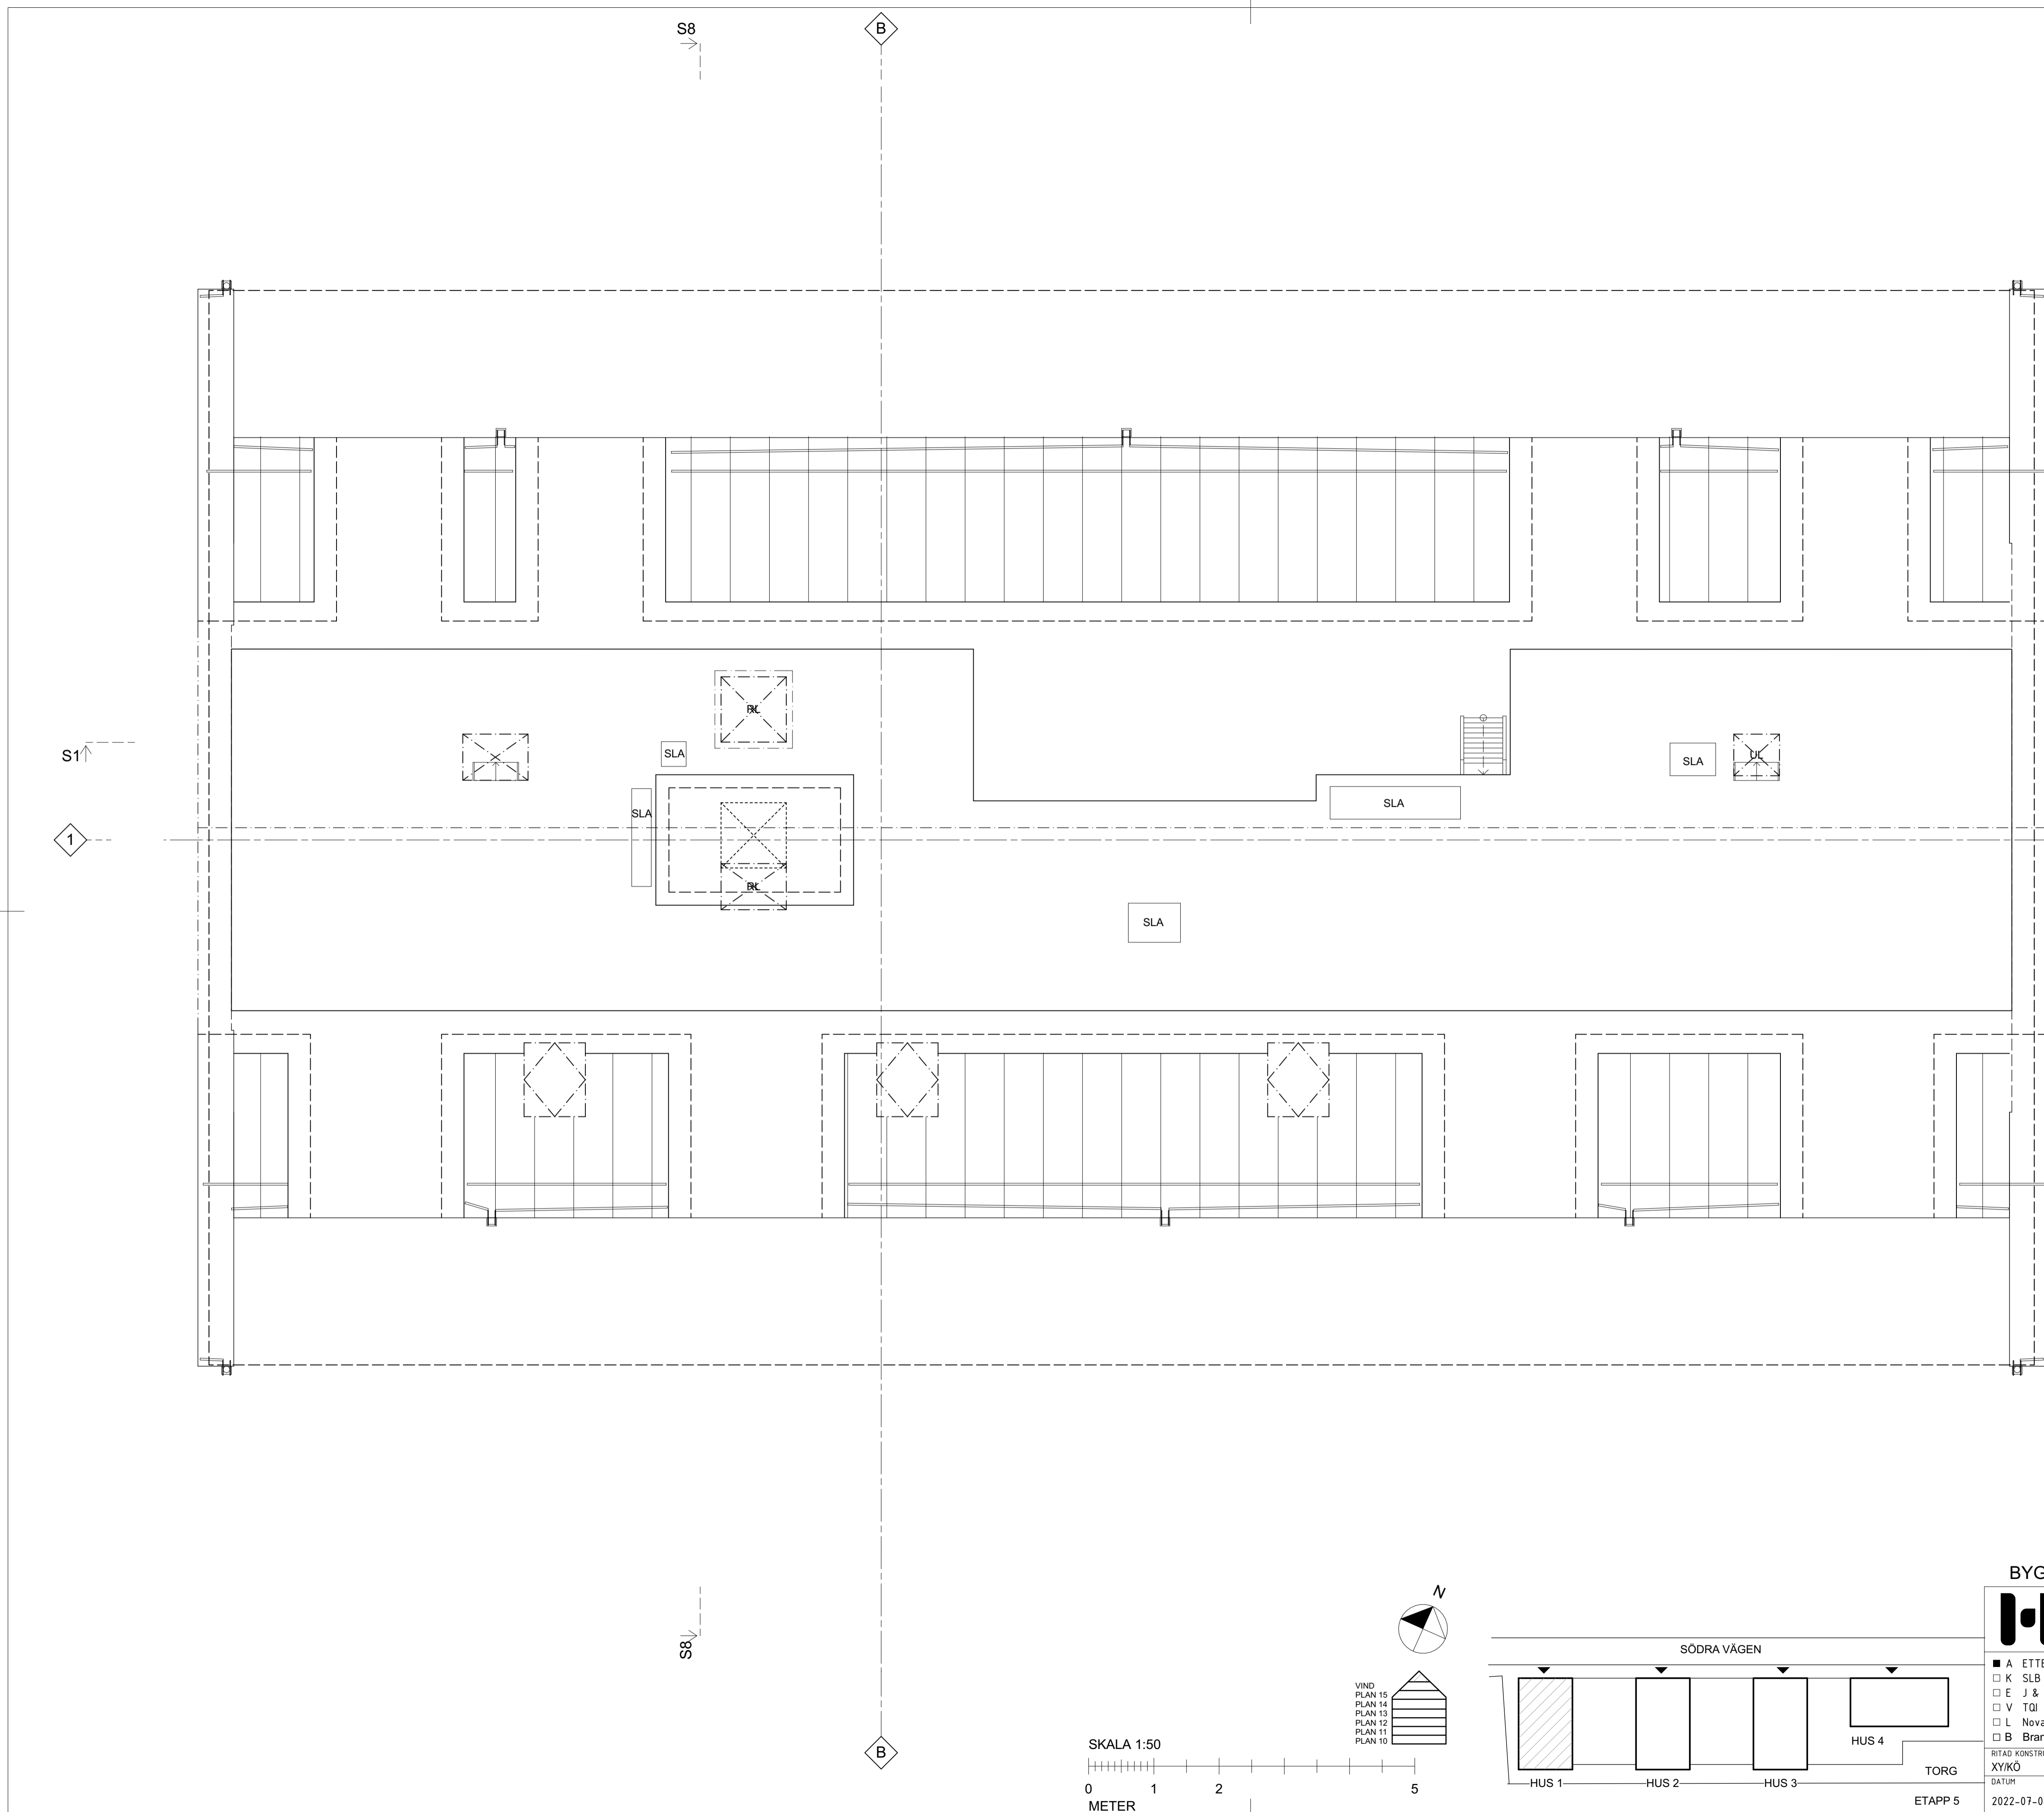 S8
B
RL
SLA
S1
UL
SLA
SLA
SLA
1
RL
SLA
BYG
N
S8
SÖDRA VÄGEN
VIND
PLAN 15
PLAN 14
PLAN 13
PLAN 12
PLAN 11
PLAN 10
■ A ETTE
□ K SLB
□ E J &
□ V TQI
□ L Nova
□ B Bran
HUS 4
B
SKALA 1:50
0 1 2 5
METER
HUS 1
HUS 2
HUS 3
TORG
ETAPP 5
RITAD KONSTR
XY/KÖ
DATUM
2022-07-0